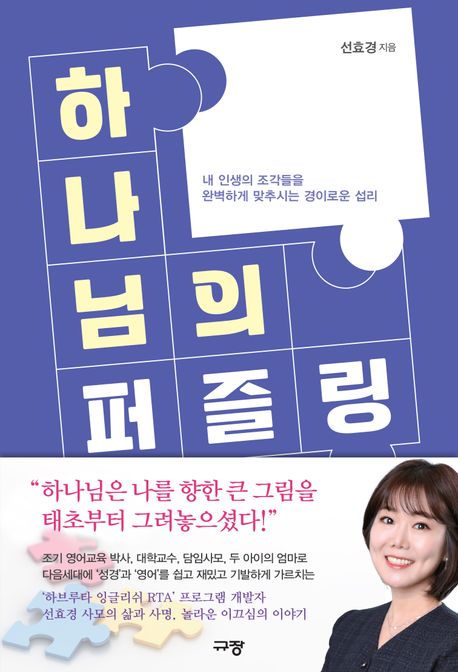 선효경 지음
내 인생의 조각들을
완벽하게 맞추시는 경이로운 섭리
하나님의
퍼즐링
“하나님은 나를 향한 큰 그림을
태초부터 그려놓으셨다!”
조기 영어교육 박사, 대학교수, 담임사모, 두 아이의 엄마로
다음세대에 ‘성경’과 ‘영어’를 쉽고 재밌고 기발하게 가르치는
‘하브루타 잉글리쉬 RTA’ 프로그램 개발자
선효경 사모의 삶과 사명, 놀라운 이끄심의 이야기
규장